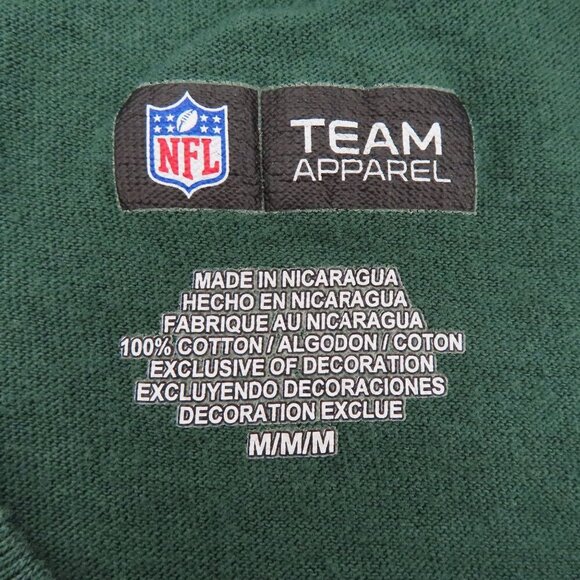 NFL
TEAM
APPAREL
MADE IN NICARAGUA
HECHO EN NICARAGUA
FABRIQUE AU NICARAGUA
100% COTTON / ALGODON / COTON
EXCLUSIVE OF DECORATION
EXCLUYENDO DECORACIONES
DECORATION EXCLUE
M/M/M